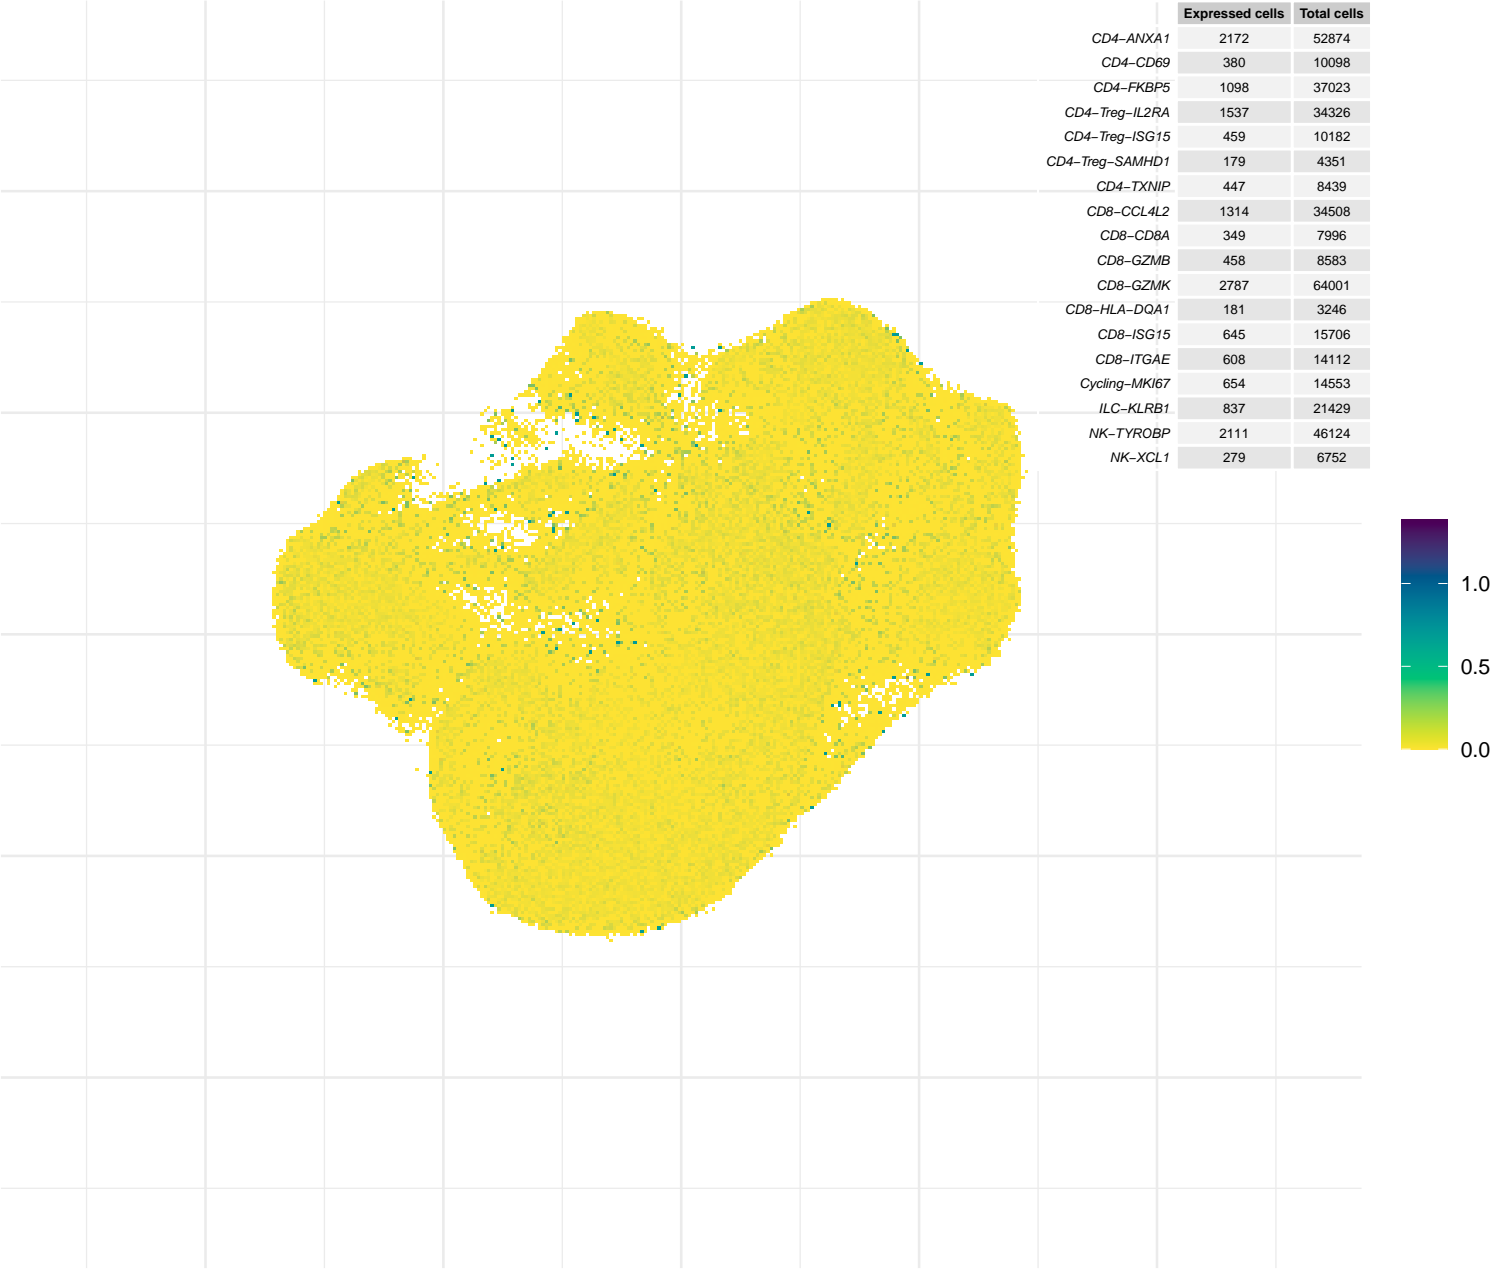 Expressed cells Total cells
CD4−ANXA1 2172 52874
CD4−CD69 380 10098
CD4−FKBP5 1098 37023
CD4−Treg−IL2RA 1537 34326
CD4−Treg−ISG15 459 10182
CD4−Treg−SAMHD1 179 4351
CD4−TXNIP 447 8439
CD8−CCL4L2 1314 34508
CD8−CD8A 349 7996
CD8−GZMB 458 8583
CD8−GZMK 2787 64001
CD8−HLA−DQA1 181 3246
CD8−ISG15 645 15706
CD8−ITGAE 608 14112
Cycling−MKI67 654 14553
ILC−KLRB1 837 21429
NK−TYROBP 2111 46124
NK−XCL1 279 6752
1.0
0.5
0.0